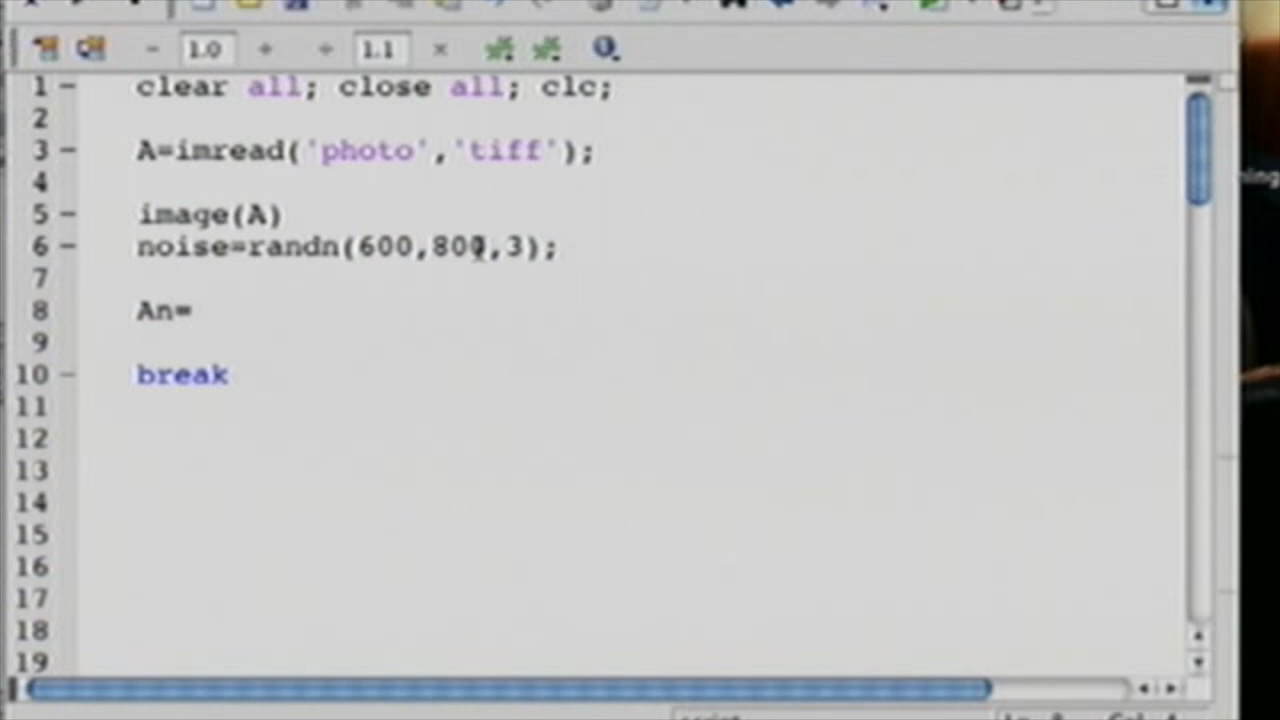 1.0 1.1
1 clear all; close all; clc;
2
3 A=imread('photo','tiff');
4
5 image(A)
6 noise=randn(600,800,3);
7
8 An=
9
10 break
11
12
13
14
15
16
17
18
19